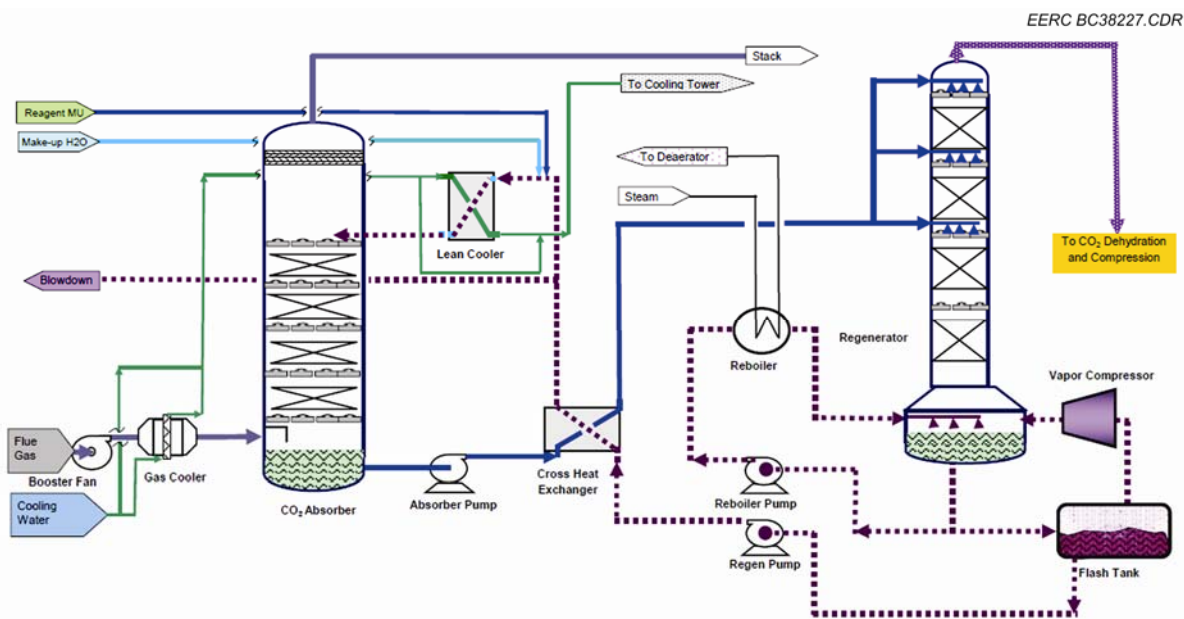 EERC BC38227.CDR
Stack
To Cooling Tower
Reagent MU
Make-up H2O
To Deaerator
Steam
Lean Cooler
To CO₂ Dehydration
and Compression
Blowdown
Regenerator
Reboiler
Vapor Compressor
Flue
Gas
Booster Fan
Gas Cooler
Cross Heat
Exchanger
Cooling
Water
CO₂ Absorber
Absorber Pump
Reboiler Pump
Regen Pump
Flash Tank